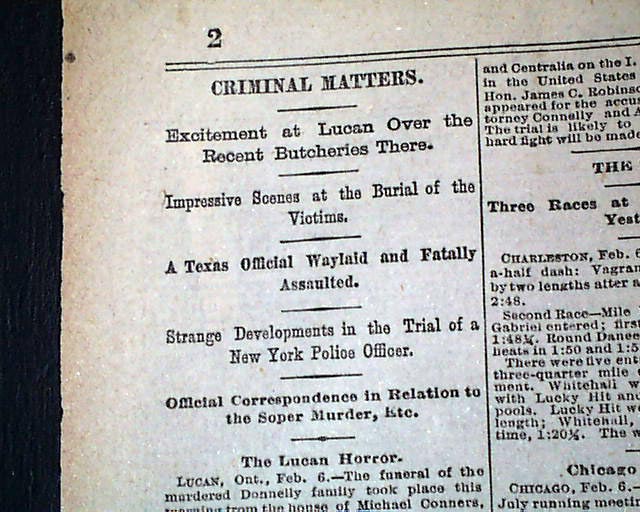 2
CRIMINAL MATTERS.
Excitement at Lucan Over the
Recent Butcheries There.
Impressive Scenes at the Burial of the
Victims.
A Texas Official Waylaid and Fatally
Assaulted.
Strange Developments in the Trial of a
New York Police Officer.
Official Correspondence in Relation to
the Soper Murder, Etc.
The Lucan Horror.
LUCAN, Ont., Feb. 6.—The funeral of the
murdered Donnelly family took place this
morning from the house of Michael Conners,
and Centralia on the I.
in the United States
Hon. James C. Robinso
appeared for the accu
torney Connelly and A
The trial is likely to
hard fight will be made
THE
Three Races at
Yest
CHARLESTON, Feb. 6
a-half dash: Vagran
by two lengths after a
2:48.
Second Race—Mile
Gabriel entered; first
1:48¼. Round Dance
heats in 1:50 and 1:5
There were five ent
three-quarter mile
ment. Whitehall w
with Lucky Hit and
pools. Lucky Hit w
length; Whitehall,
time, 1:20¼. The w
Chicago
CHICAGO, Feb. 6.—
July running meetin